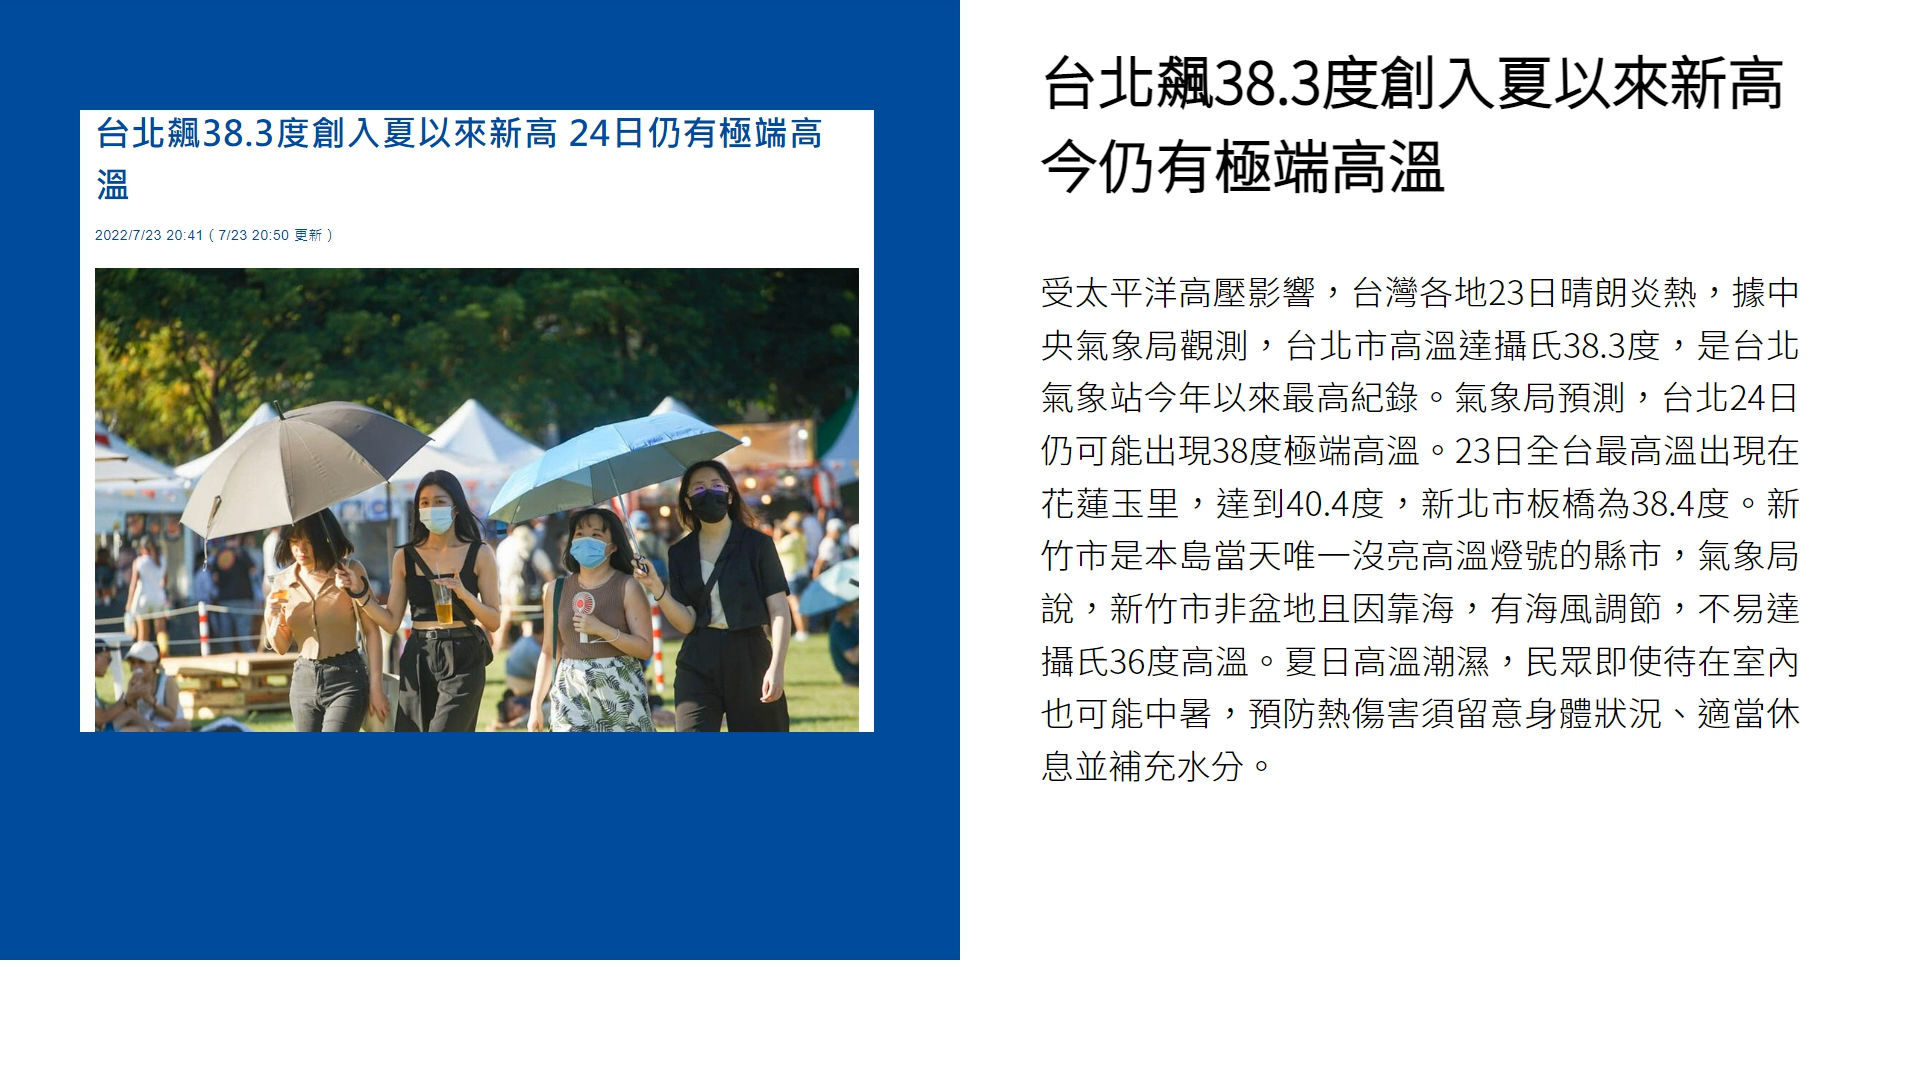 台北飆38.3度創入夏以來新高 24日仍有極端高
溫
2022/7/23 20:41（7/23 20:50 更新）
台北飆38.3度創入夏以來新高
今仍有極端高溫
受太平洋高壓影響，台灣各地23日晴朗炎熱，據中
央氣象局觀測，台北市高溫達攝氏38.3度，是台北
氣象站今年以來最高紀錄。氣象局預測，台北24日
仍可能出現38度極端高溫。23日全台最高溫出現在
花蓮玉里，達到40.4度，新北市板橋為38.4度。新
竹市是本島當天唯一沒亮高溫燈號的縣市，氣象局
說，新竹市非盆地且因靠海，有海風調節，不易達
攝氏36度高溫。夏日高溫潮濕，民眾即使待在室內
也可能中暑，預防熱傷害須留意身體狀況、適當休
息並補充水分。